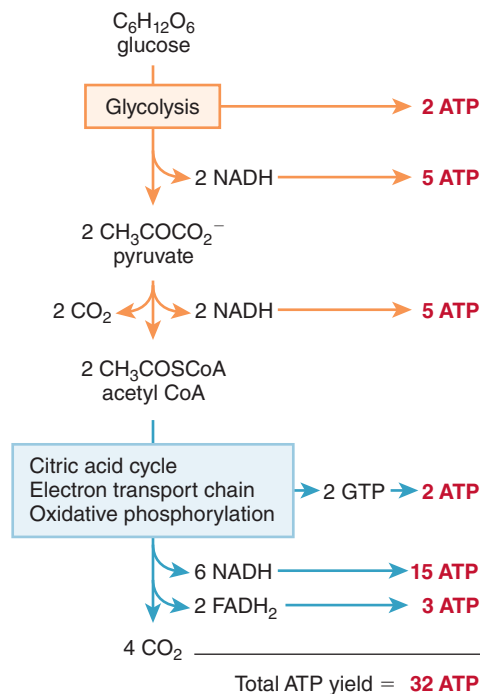 C₆H₁₂O₆
glucose
Glycolysis 2 ATP
2 NADH 5 ATP
2 CH₃COCO₂⁻
pyruvate
2 CO₂ 2 NADH 5 ATP
2 CH₃COSCoA
acetyl CoA
Citric acid cycle
Electron transport chain
Oxidative phosphorylation
2 GTP 2 ATP
6 NADH 15 ATP
2 FADH₂ 3 ATP
4 CO₂
Total ATP yield = 32 ATP